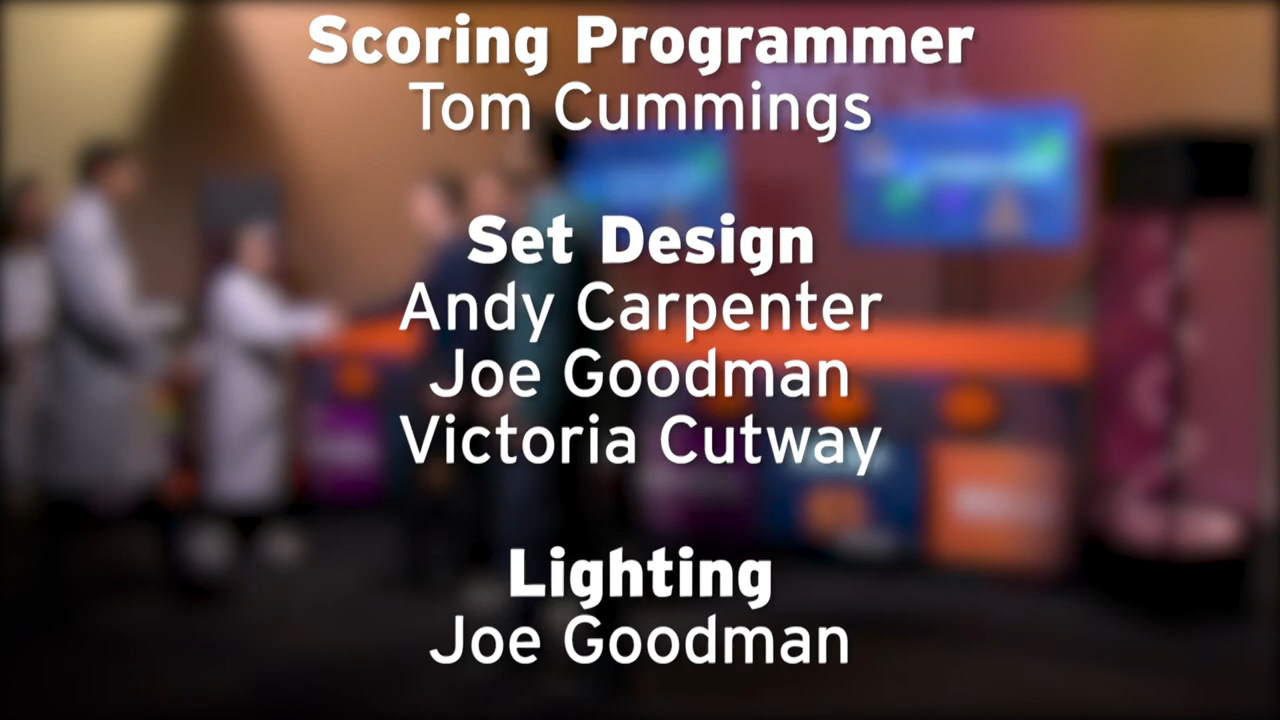 Scoring Programmer
Tom Cummings
Set Design
Andy Carpenter
Joe Goodman
Victoria Cutway
Lighting
Joe Goodman